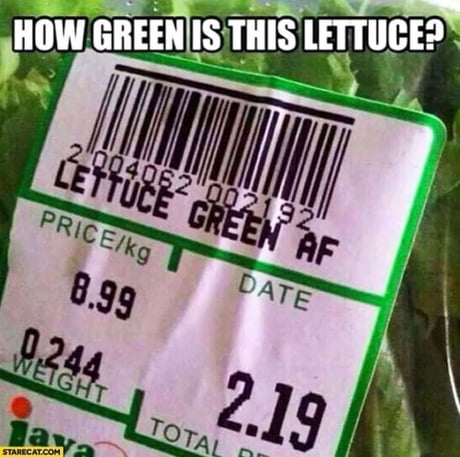 HOW GREEN IS THIS LETTUCE?
2 004062 002192
LETTUCE GREEN AF
PRICE/kg
DATE
8.99
0.244
2.19
WEIGHT
TOTAL
STARECAT.COM